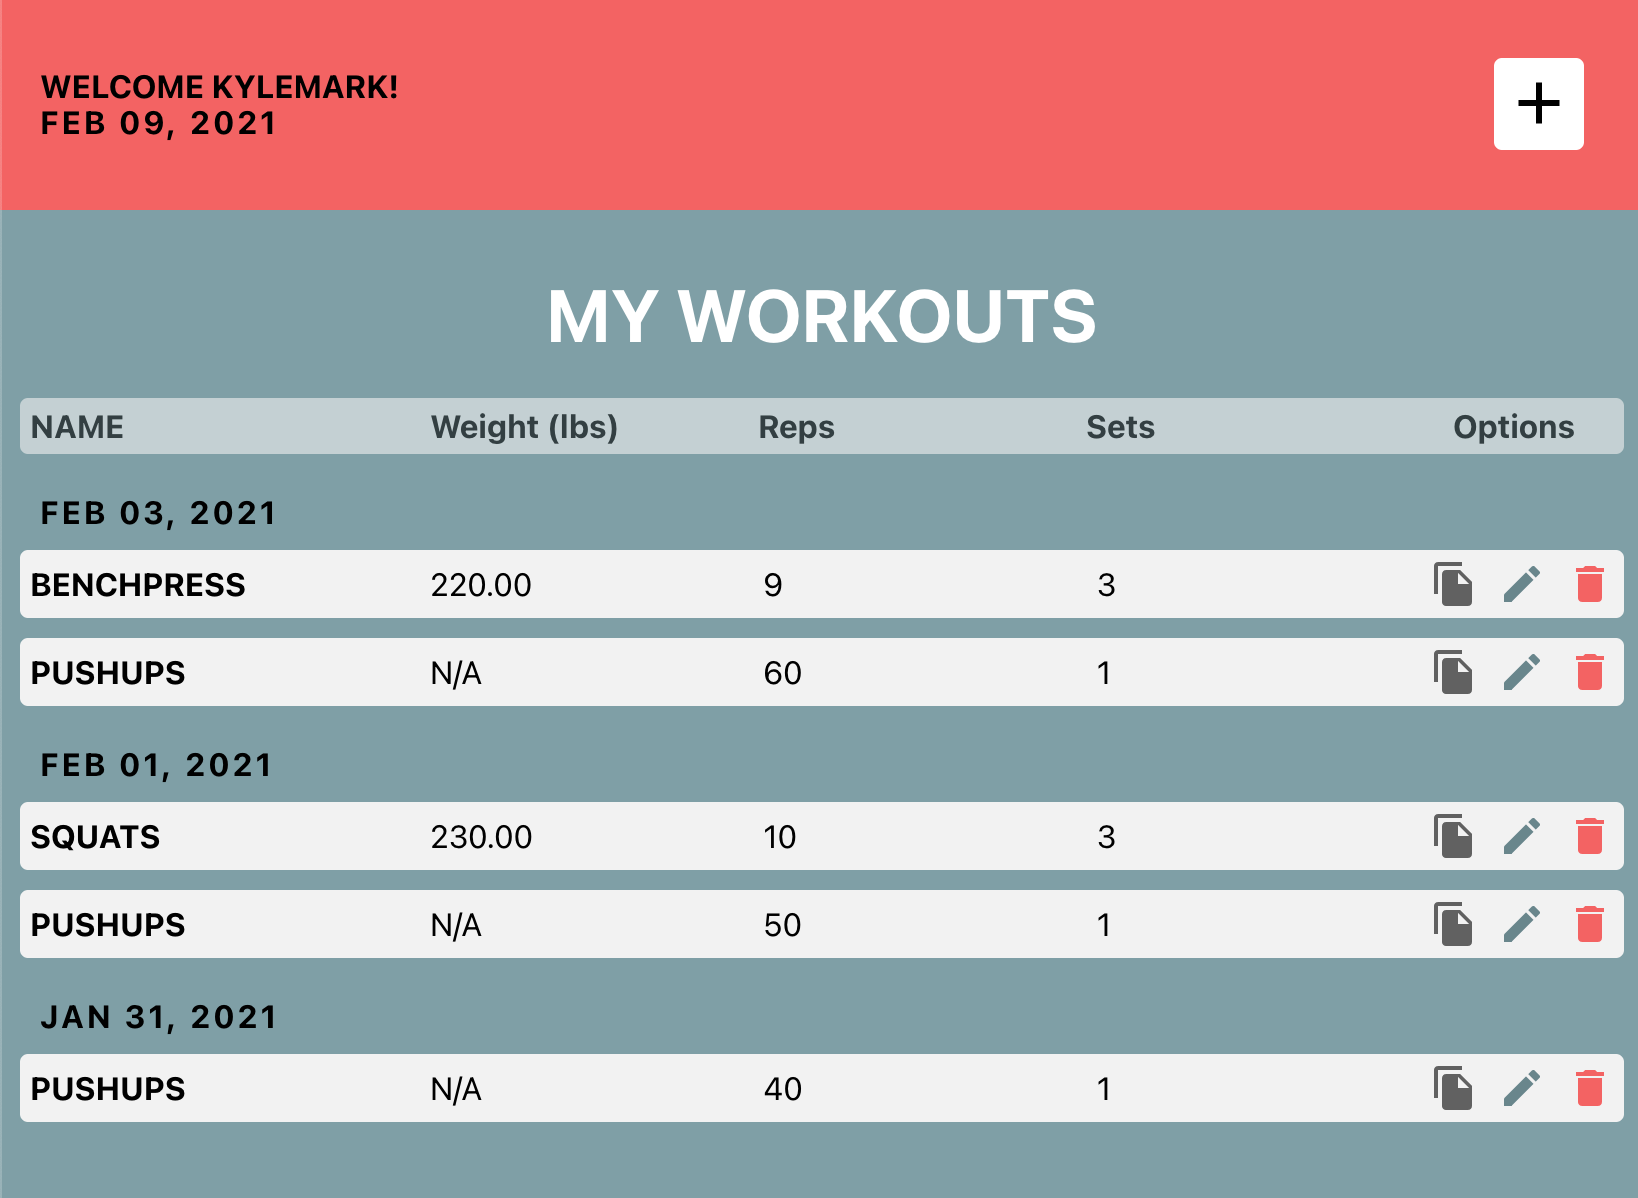 WELCOME KYLEMARK!
FEB 09, 2021
MY WORKOUTS
NAME Weight (lbs) Reps Sets Options
FEB 03, 2021
BENCHPRESS 220.00 9 3
PUSHUPS N/A 60 1
FEB 01, 2021
SQUATS 230.00 10 3
PUSHUPS N/A 50 1
JAN 31, 2021
PUSHUPS N/A 40 1